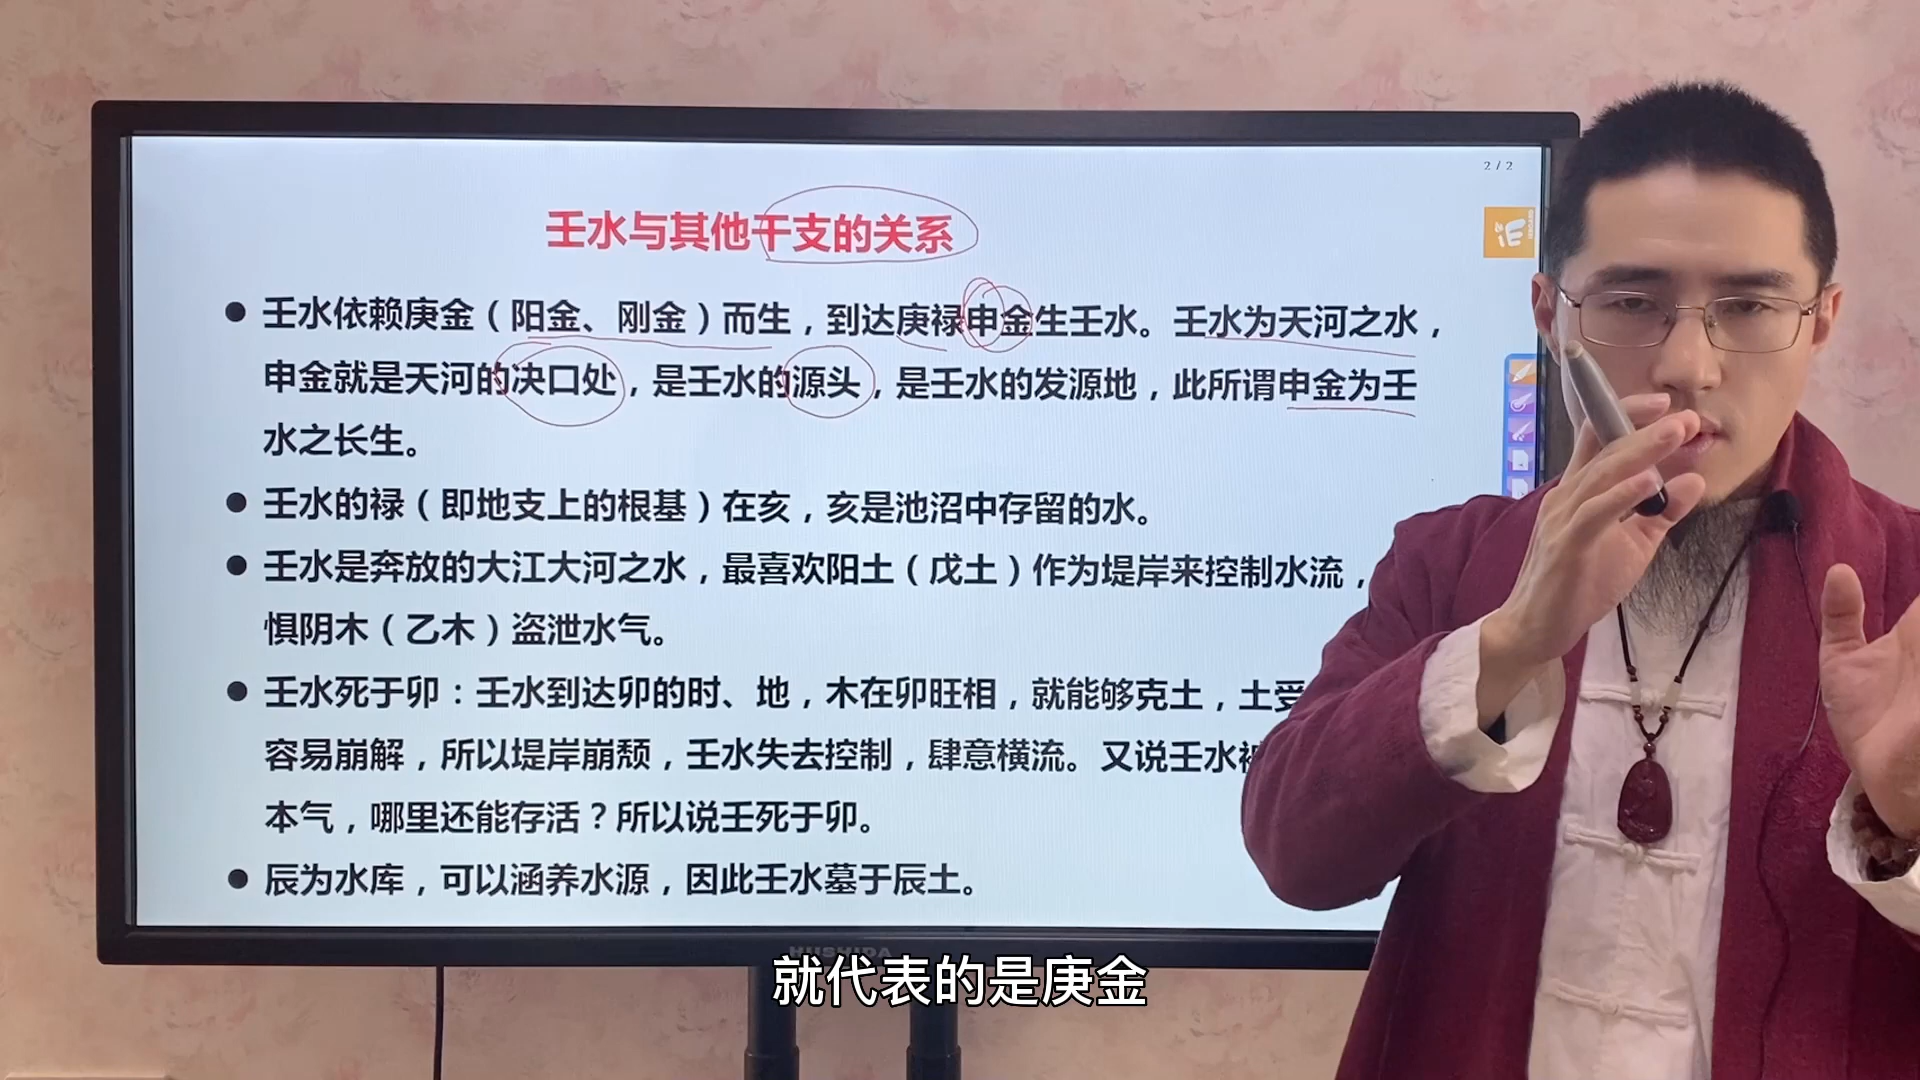 2 / 2
壬水与其他干支的关系
● 壬水依赖庚金（阳金、刚金）而生，到达庚禄申金生壬水。壬水为天河之水，
申金就是天河的决口处，是壬水的源头，是壬水的发源地，此所谓申金为壬
水之长生。
● 壬水的禄（即地支上的根基）在亥，亥是池沼中存留的水。
● 壬水是奔放的大江大河之水，最喜欢阳土（戊土）作为堤岸来控制水流，
惧阴木（乙木）盗泄水气。
● 壬水死于卯：壬水到达卯的时、地，木在卯旺相，就能够克土，土受
容易崩解，所以堤岸崩颓，壬水失去控制，肆意横流。又说壬水被
本气，哪里还能存活？所以说壬死于卯。
● 辰为水库，可以涵养水源，因此壬水墓于辰土。
HUSHIDA
就代表的是庚金